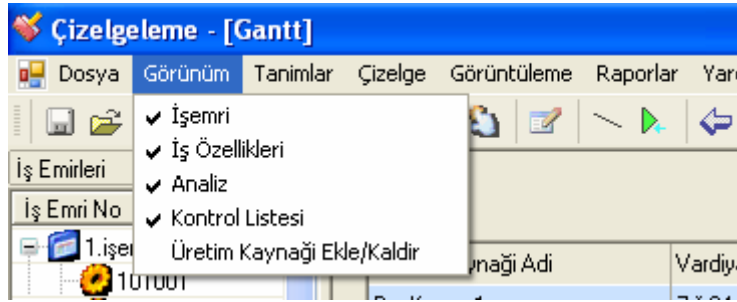 Çizelgeleme - [Gantt]
Dosya Görünüm Tanimlar Çizelge Görüntüleme Raporlar
İşemri
İş Özellikleri
Analiz
Kontrol Listesi
Üretim Kaynaği Ekle/Kaldir
İş Emirleri
İş Emri No
Adi
101001